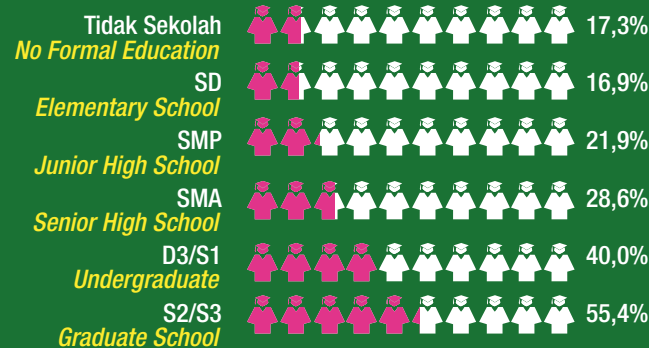 Tidak Sekolah 17,3%
No Formal Education
SD 16,9%
Elementary School
SMP 21,9%
Junior High School
SMA 28,6%
Senior High School
D3/S1 40,0%
Undergraduate
S2/S3 55,4%
Graduate School